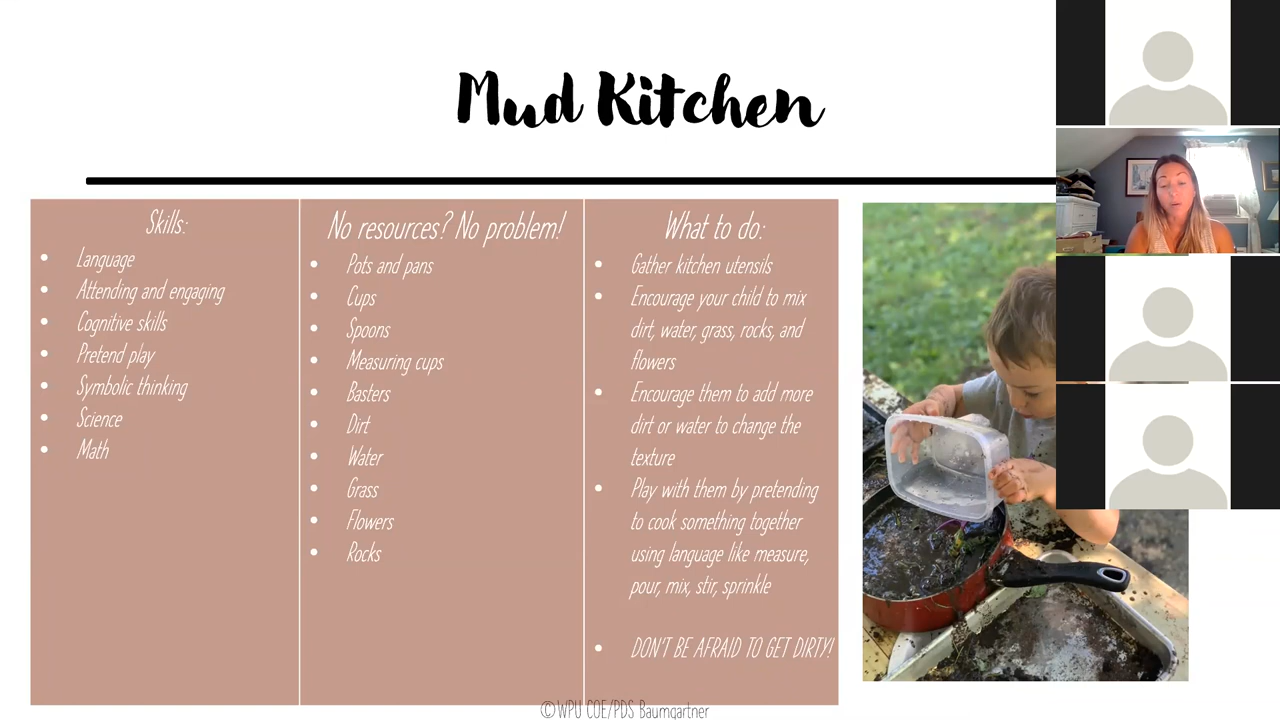 Mud Kitchen
Skills:
Language
Attending and engaging
Cognitive skills
Pretend play
Symbolic thinking
Science
Math
No resources? No problem!
Pots and pans
Cups
Spoons
Measuring cups
Basters
Dirt
Water
Grass
Flowers
Rocks
What to do:
Gather kitchen utensils
Encourage your child to mix
dirt, water, grass, rocks, and
flowers
Encourage them to add more
dirt or water to change the
texture
Play with them by pretending
to cook something together
using language like measure,
pour, mix, stir, sprinkle
DON'T BE AFRAID TO GET DIRTY!
©WPU COE/PDS Baumgartner